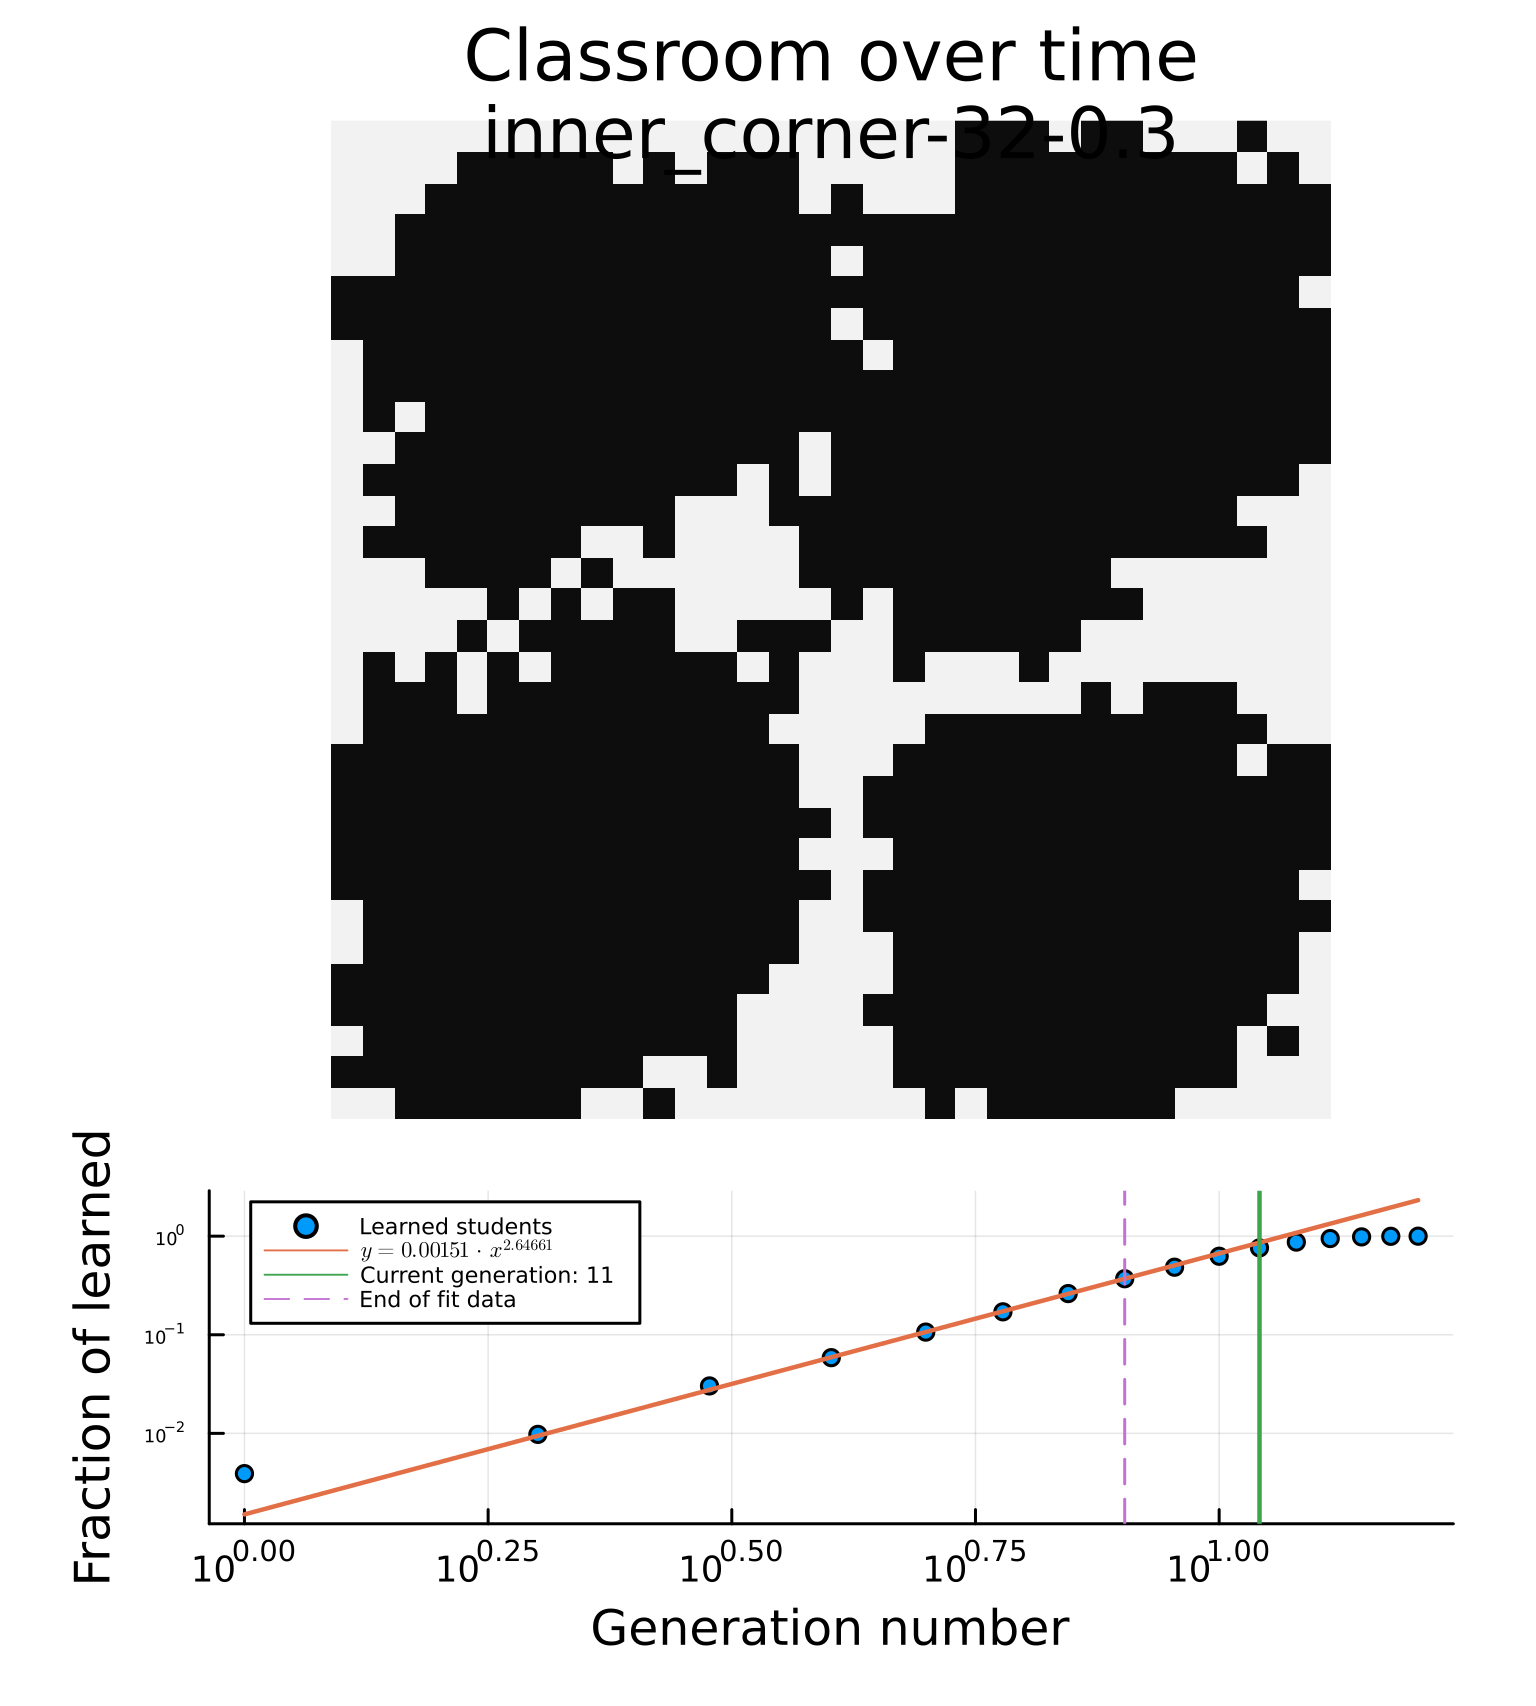 Classroom over time
inner_corner-32-0.3
Fraction of learned
10⁰
10⁻¹
10⁻²
Learned students
y = 0.00151 · x^2.64661
Current generation: 11
End of fit data
10^0.00
10^0.25
10^0.50
10^0.75
10^1.00
Generation number